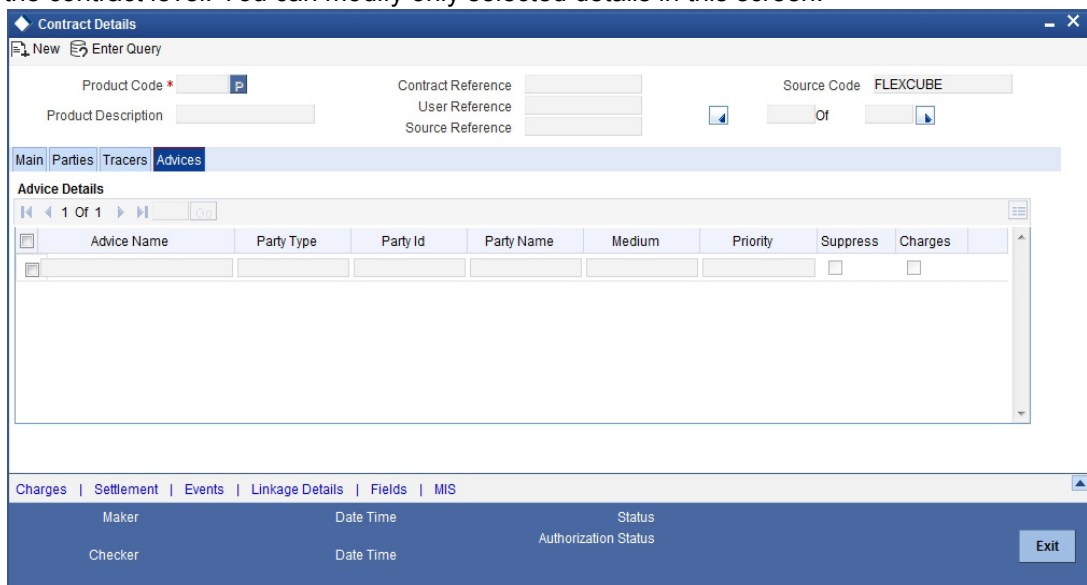 the contract level. You can modify only selected details in this screen.
Contract Details
New Enter Query
Product Code * P Contract Reference Source Code FLEXCUBE
Product Description User Reference Of
Source Reference
Main Parties Tracers Advices
Advice Details
1 Of 1 Go
Advice Name Party Type Party Id Party Name Medium Priority Suppress Charges
Charges | Settlement | Events | Linkage Details | Fields | MIS
Maker Date Time Status
Authorization Status
Checker Date Time
Exit